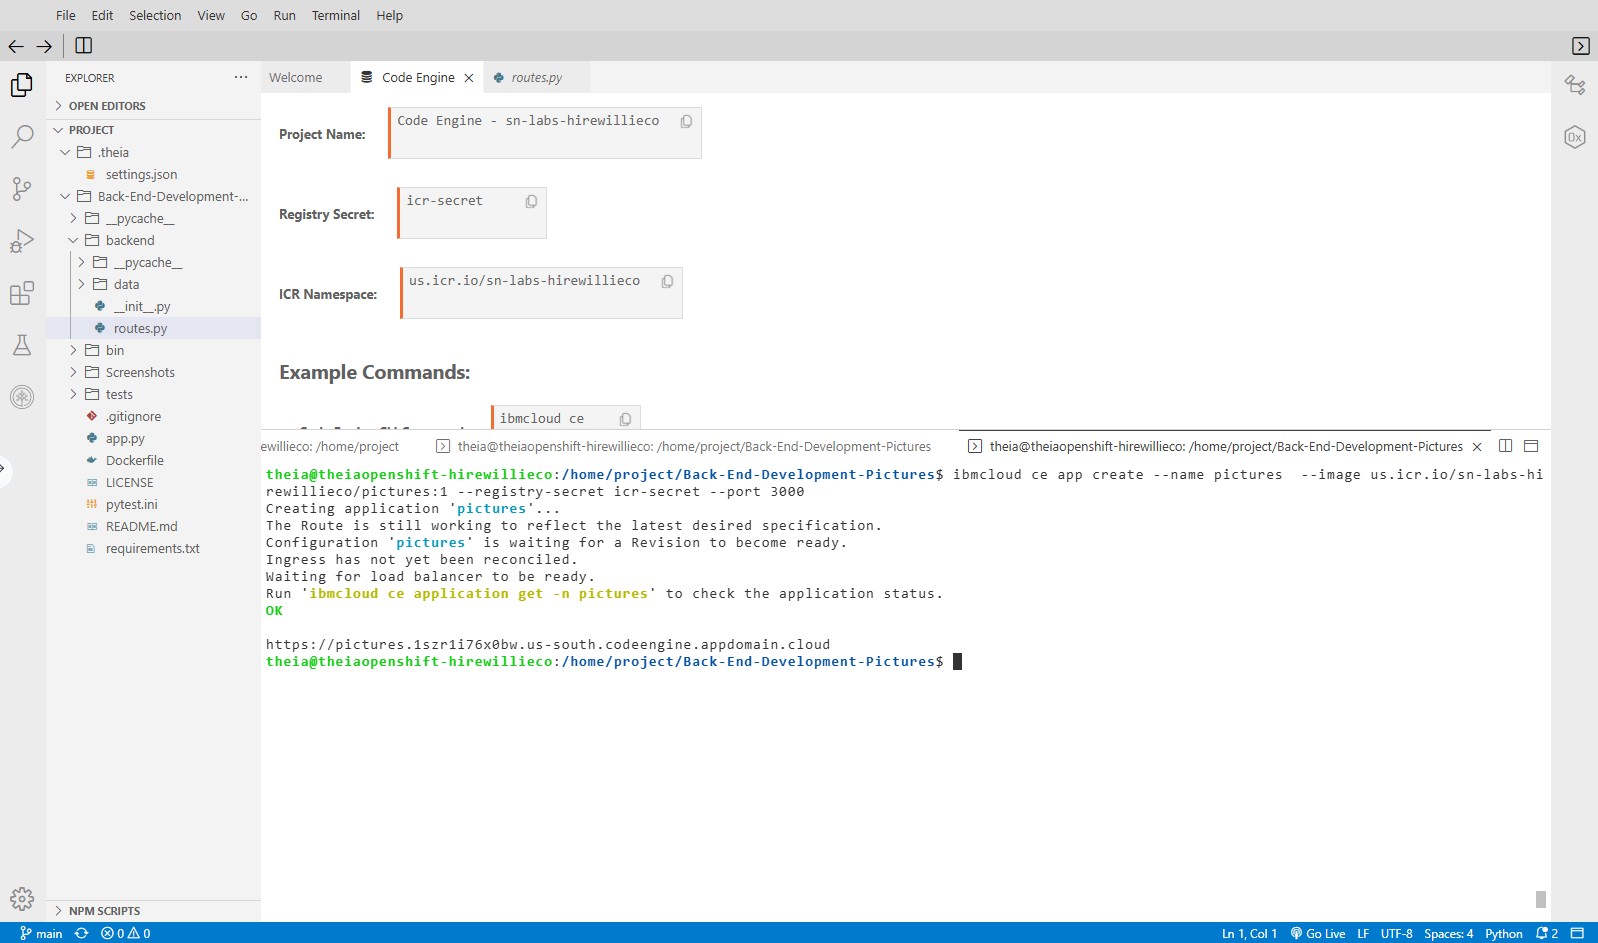 File Edit Selection View Go Run Terminal Help
EXPLORER
OPEN EDITORS
PROJECT
.theia
settings.json
Back-End-Development-...
__pycache__
backend
__pycache__
data
__init__.py
routes.py
bin
Screenshots
tests
.gitignore
app.py
Dockerfile
LICENSE
pytest.ini
README.md
requirements.txt
NPM SCRIPTS
Welcome Code Engine routes.py
Project Name: Code Engine - sn-labs-hirewillieco
Registry Secret: icr-secret
ICR Namespace: us.icr.io/sn-labs-hirewillieco
Example Commands:
ibmcloud ce
ewillieco: /home/project theia@theiaopenshift-hirewillieco: /home/project/Back-End-Development-Pictures theia@theiaopenshift-hirewillieco: /home/project/Back-End-Development-Pictures
theia@theiaopenshift-hirewillieco:/home/project/Back-End-Development-Pictures$ ibmcloud ce app create --name pictures  --image us.icr.io/sn-labs-hi
rewillieco/pictures:1 --registry-secret icr-secret --port 3000
Creating application 'pictures'...
The Route is still working to reflect the latest desired specification.
Configuration 'pictures' is waiting for a Revision to become ready.
Ingress has not yet been reconciled.
Waiting for load balancer to be ready.
Run 'ibmcloud ce application get -n pictures' to check the application status.
OK
https://pictures.1szr1i76x0bw.us-south.codeengine.appdomain.cloud
theia@theiaopenshift-hirewillieco:/home/project/Back-End-Development-Pictures$
0x
main 0 0 Ln 1, Col 1 Go Live LF UTF-8 Spaces: 4 Python 2